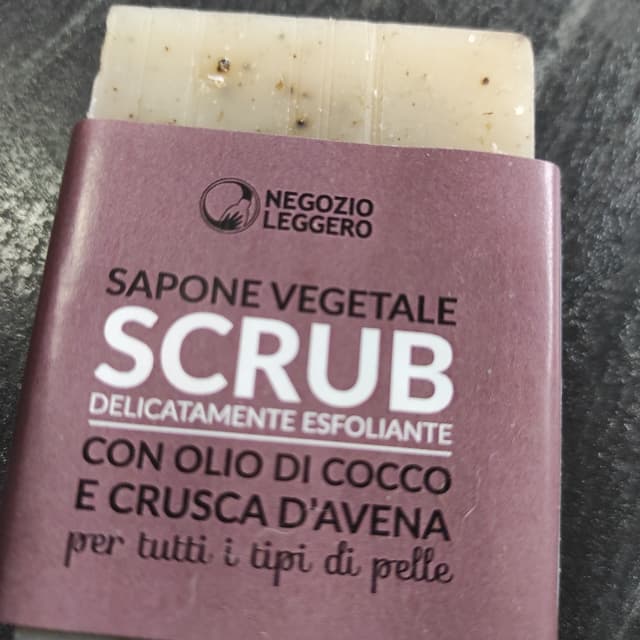 NEGOZIO
LEGGERO
SAPONE VEGETALE
SCRUB
DELICATAMENTE ESFOLIANTE
CON OLIO DI COCCO
E CRUSCA D'AVENA
per tutti i tipi di pelle